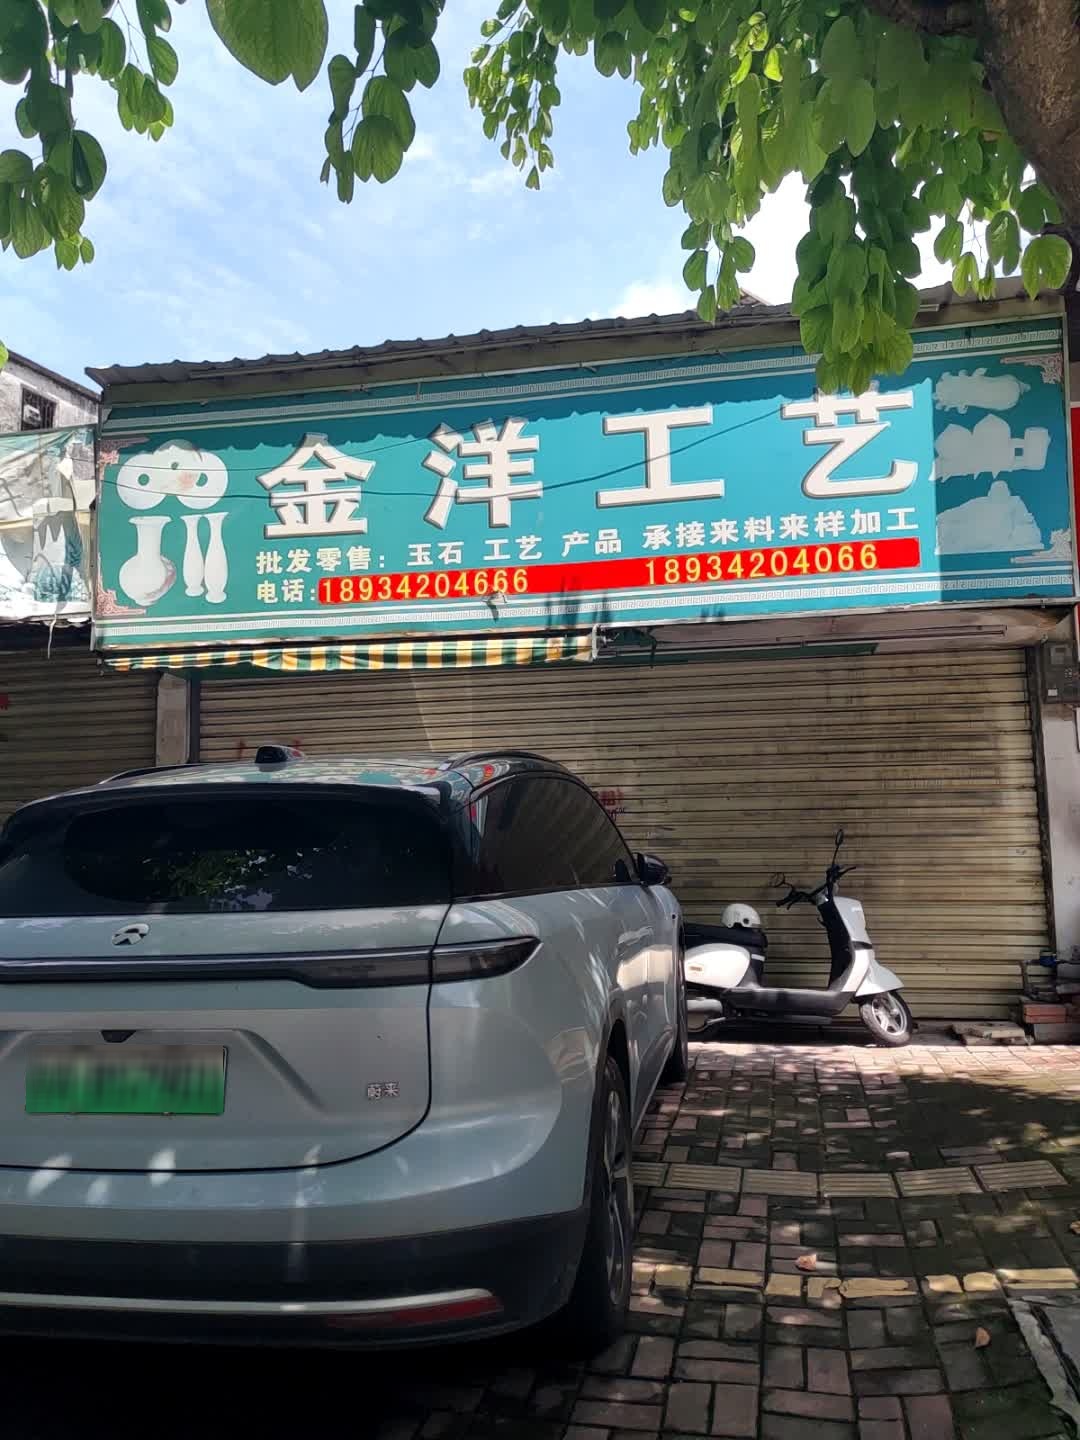 金洋工艺
批发零售：玉石 工艺 产品 承接来料来样加工
电话:18934204666 18934204066
蔚来